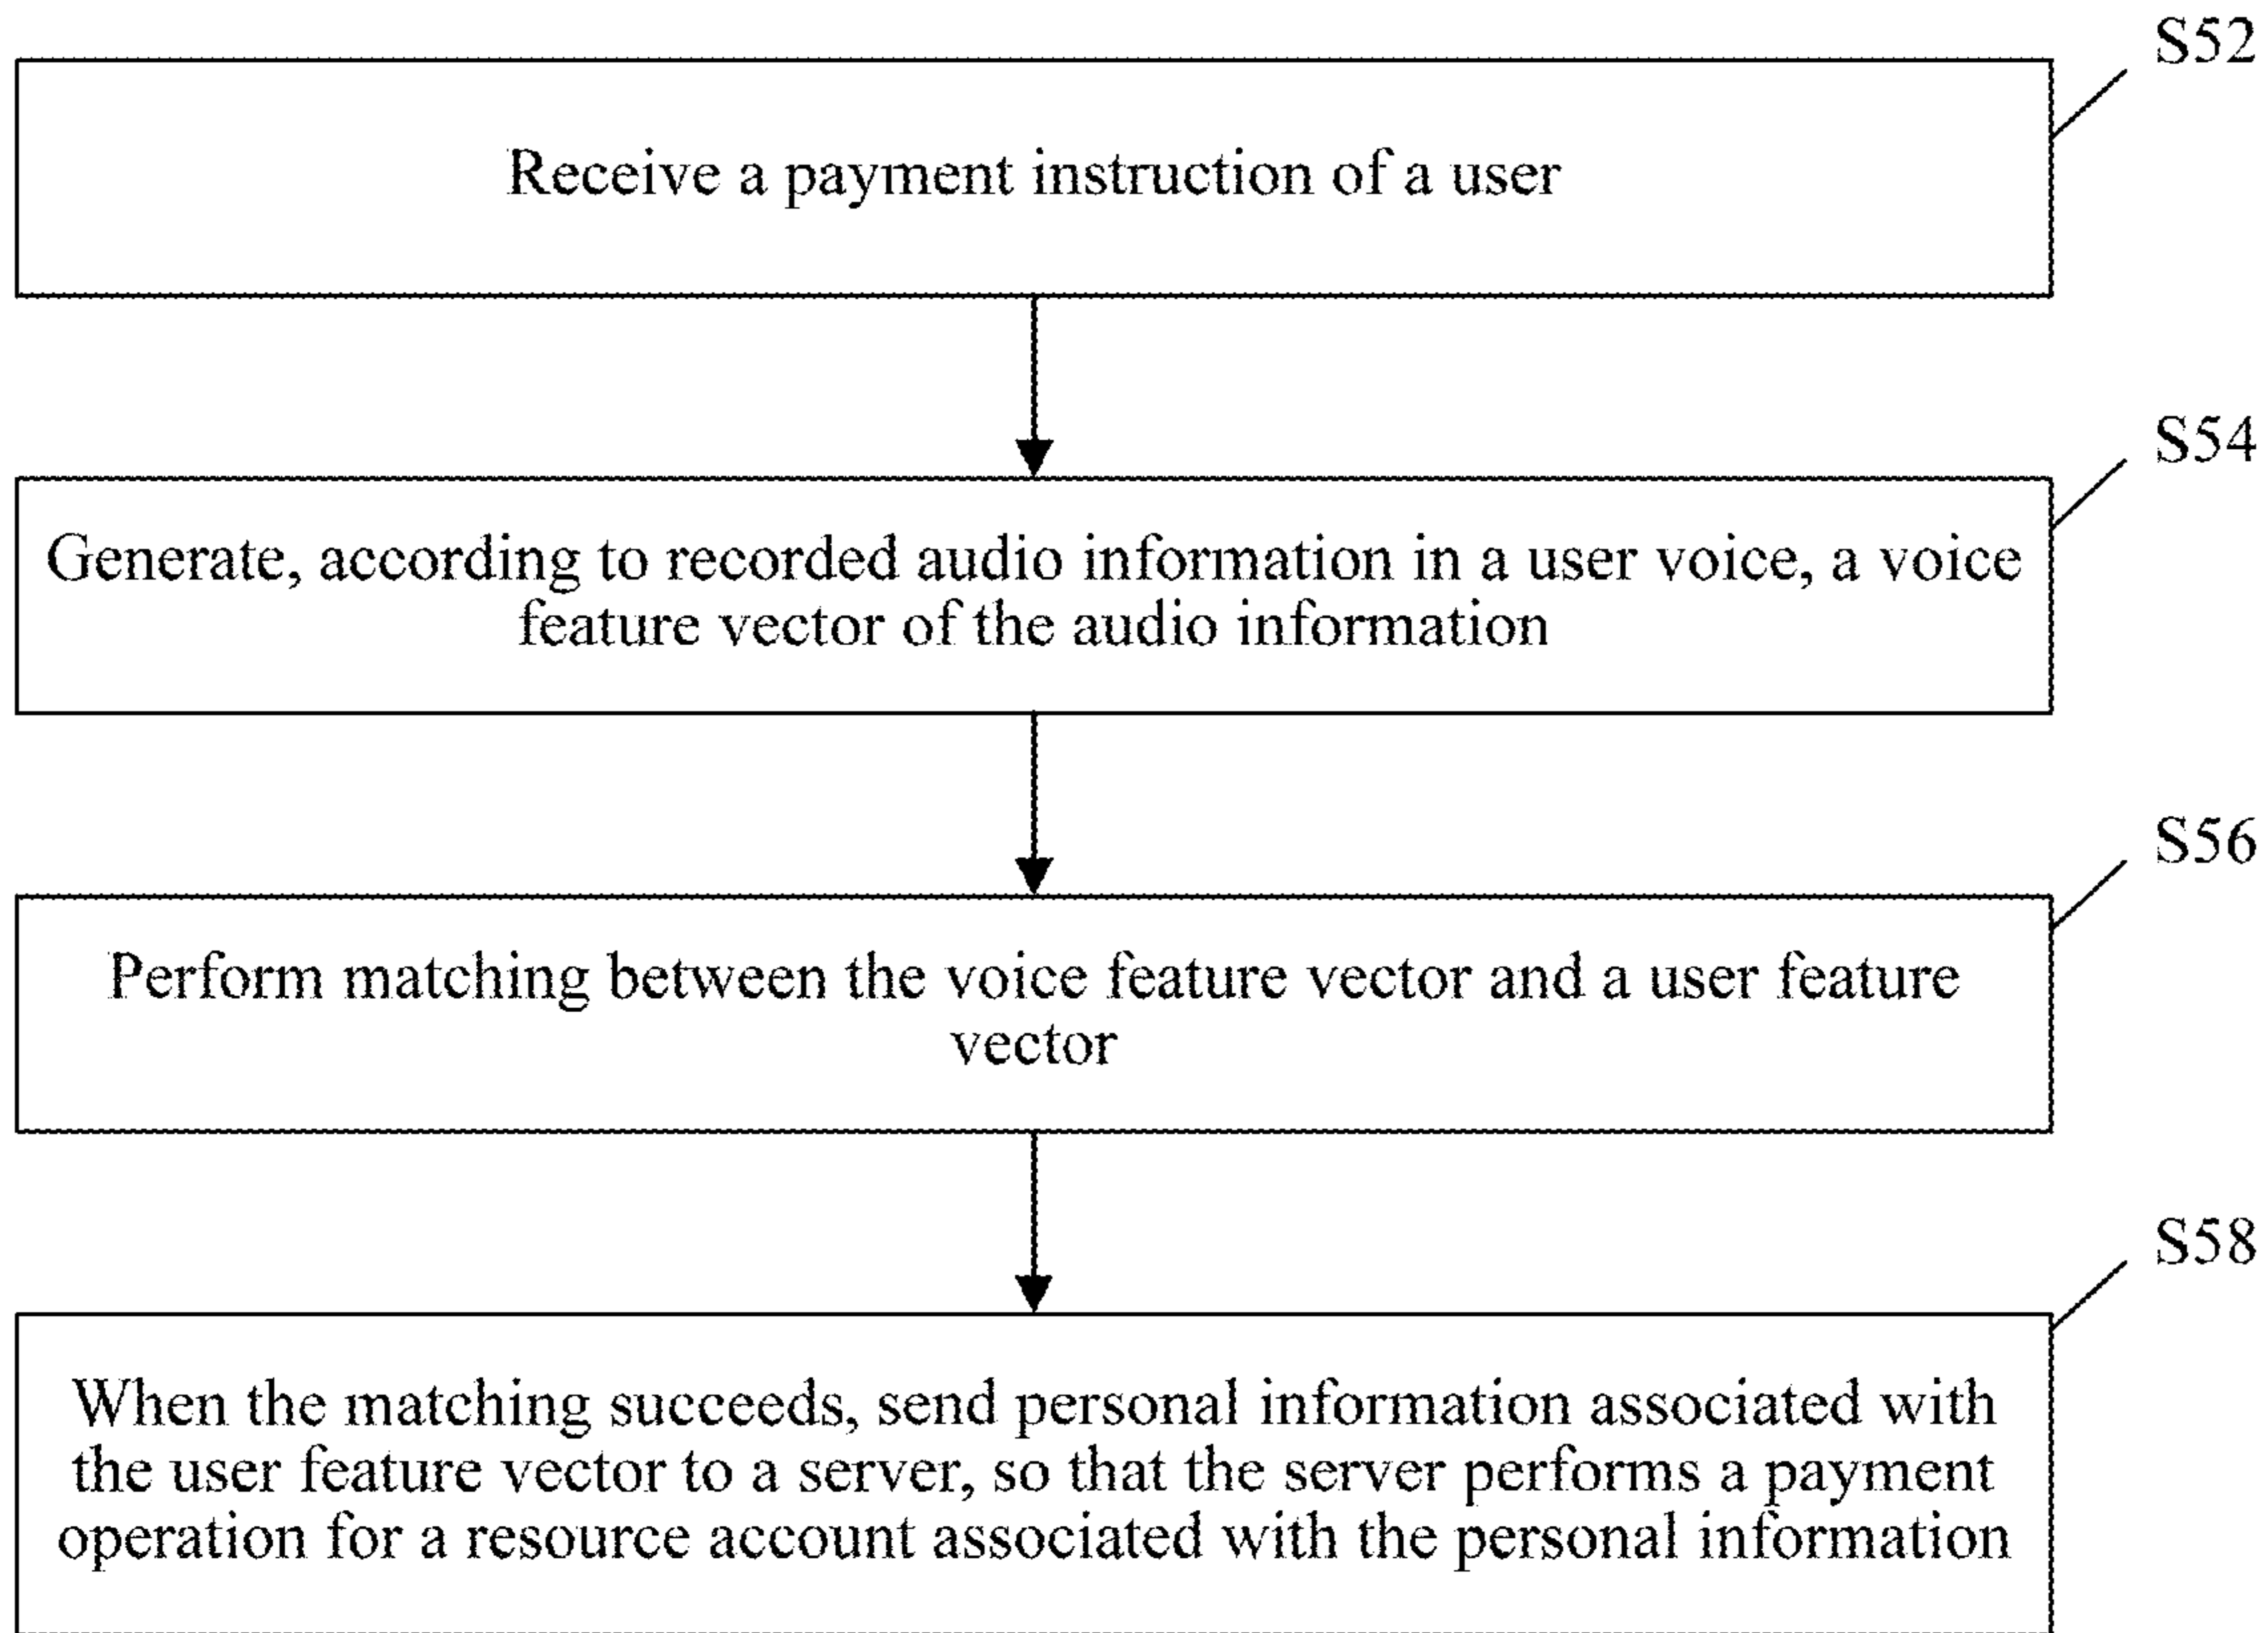 S52
Receive a payment instruction of a user
S54
Generate, according to recorded audio information in a user voice, a voice
feature vector of the audio information
S56
Perform matching between the voice feature vector and a user feature
vector
S58
When the matching succeeds, send personal information associated with
the user feature vector to a server, so that the server performs a payment
operation for a resource account associated with the personal information